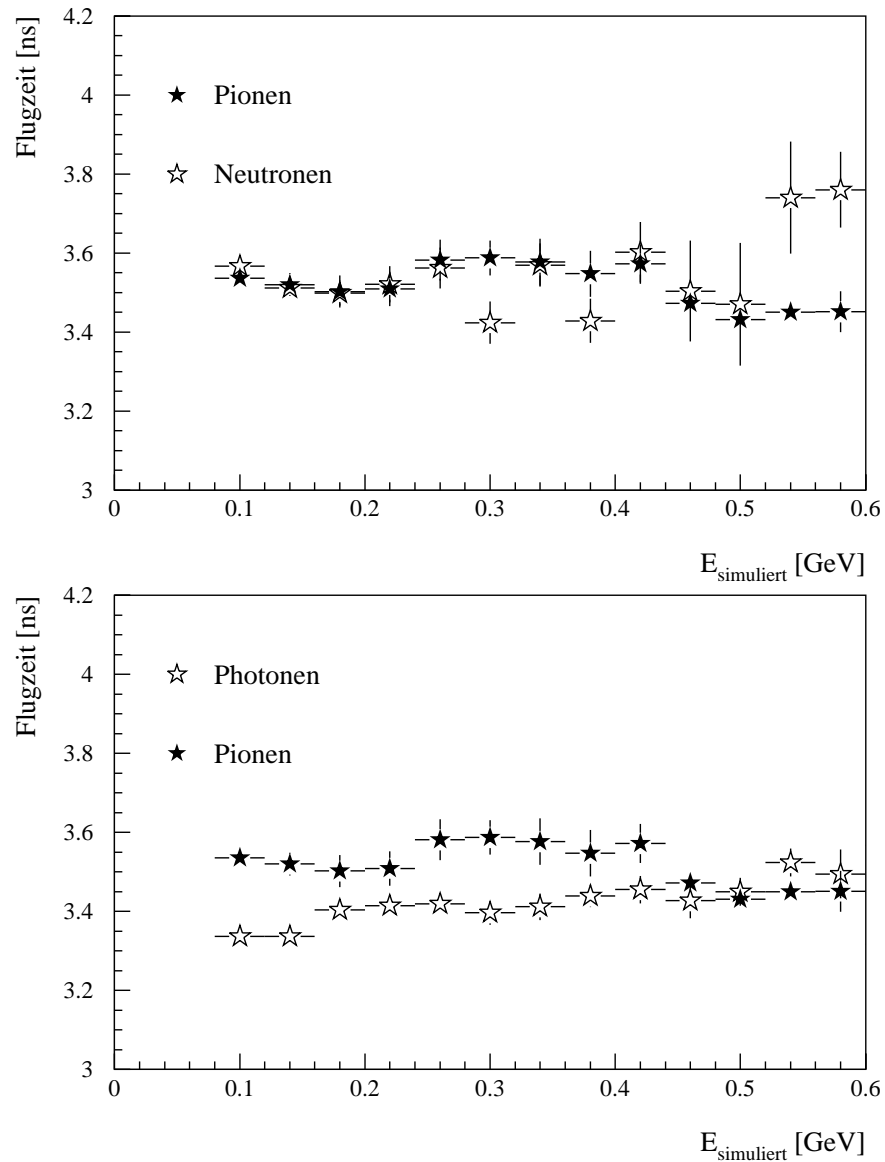 Flugzeit [ns]
4.2
4
3.8
3.6
3.4
3.2
3
★ Pionen
☆ Neutronen
0 0.1 0.2 0.3 0.4 0.5 0.6
E_simuliert [GeV]
Flugzeit [ns]
4.2
4
3.8
3.6
3.4
3.2
3
☆ Photonen
★ Pionen
0 0.1 0.2 0.3 0.4 0.5 0.6
E_simuliert [GeV]